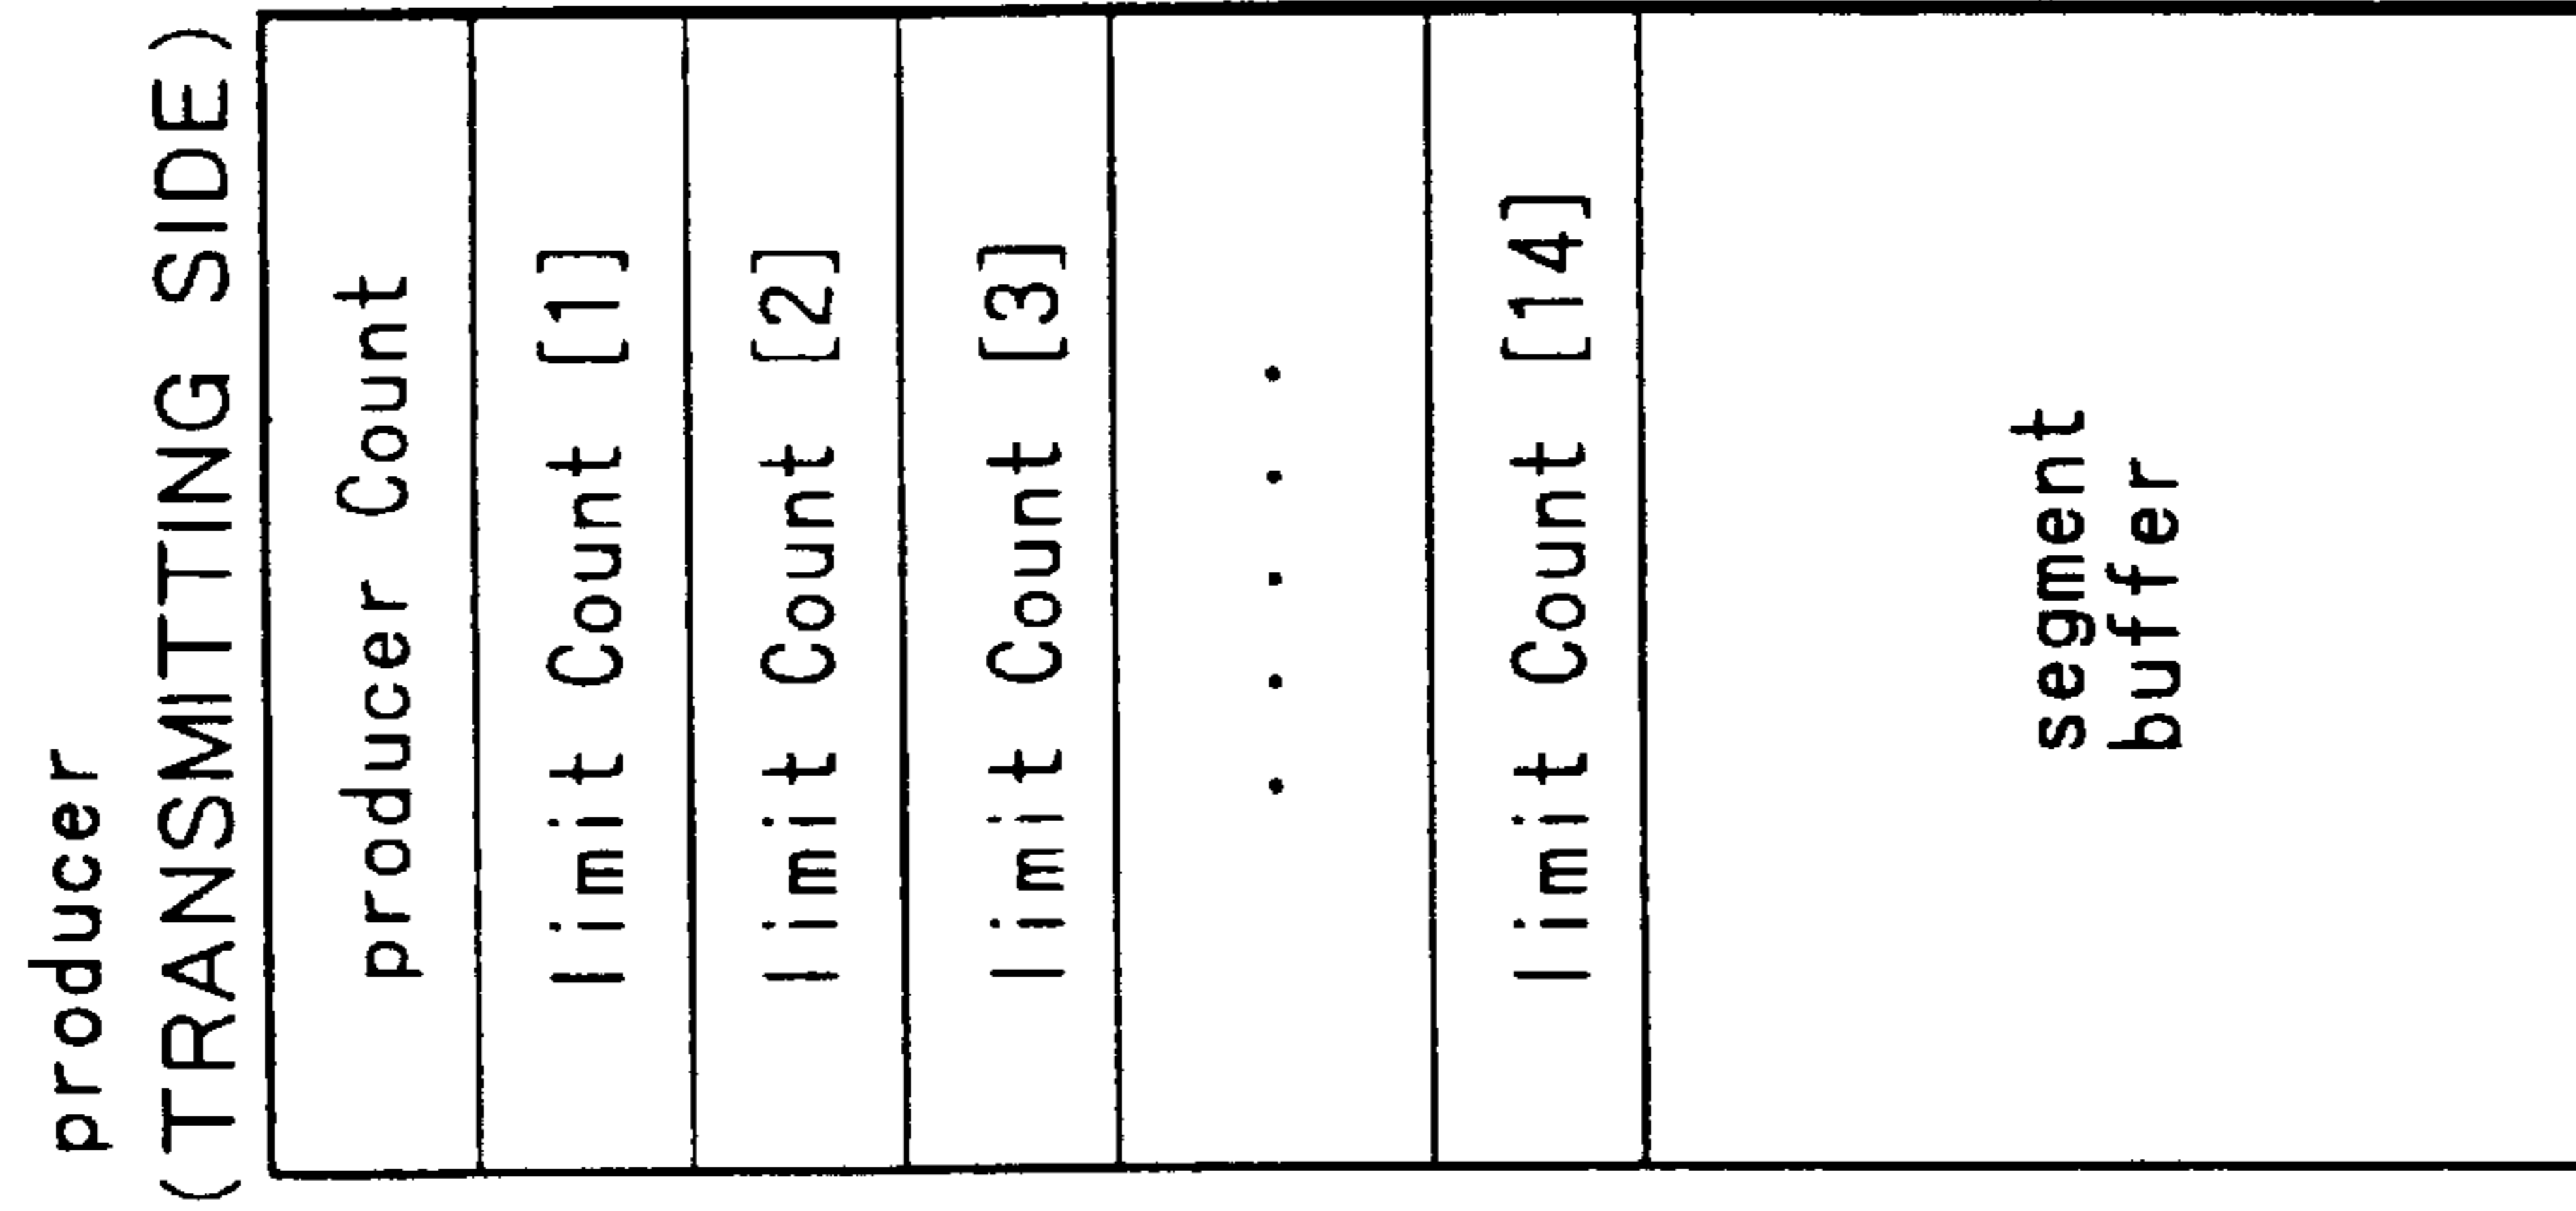 producer
(TRANSMITTING SIDE)
producer Count
limit Count [1]
limit Count [2]
limit Count [3]
.....
limit Count [14]
segment
buffer